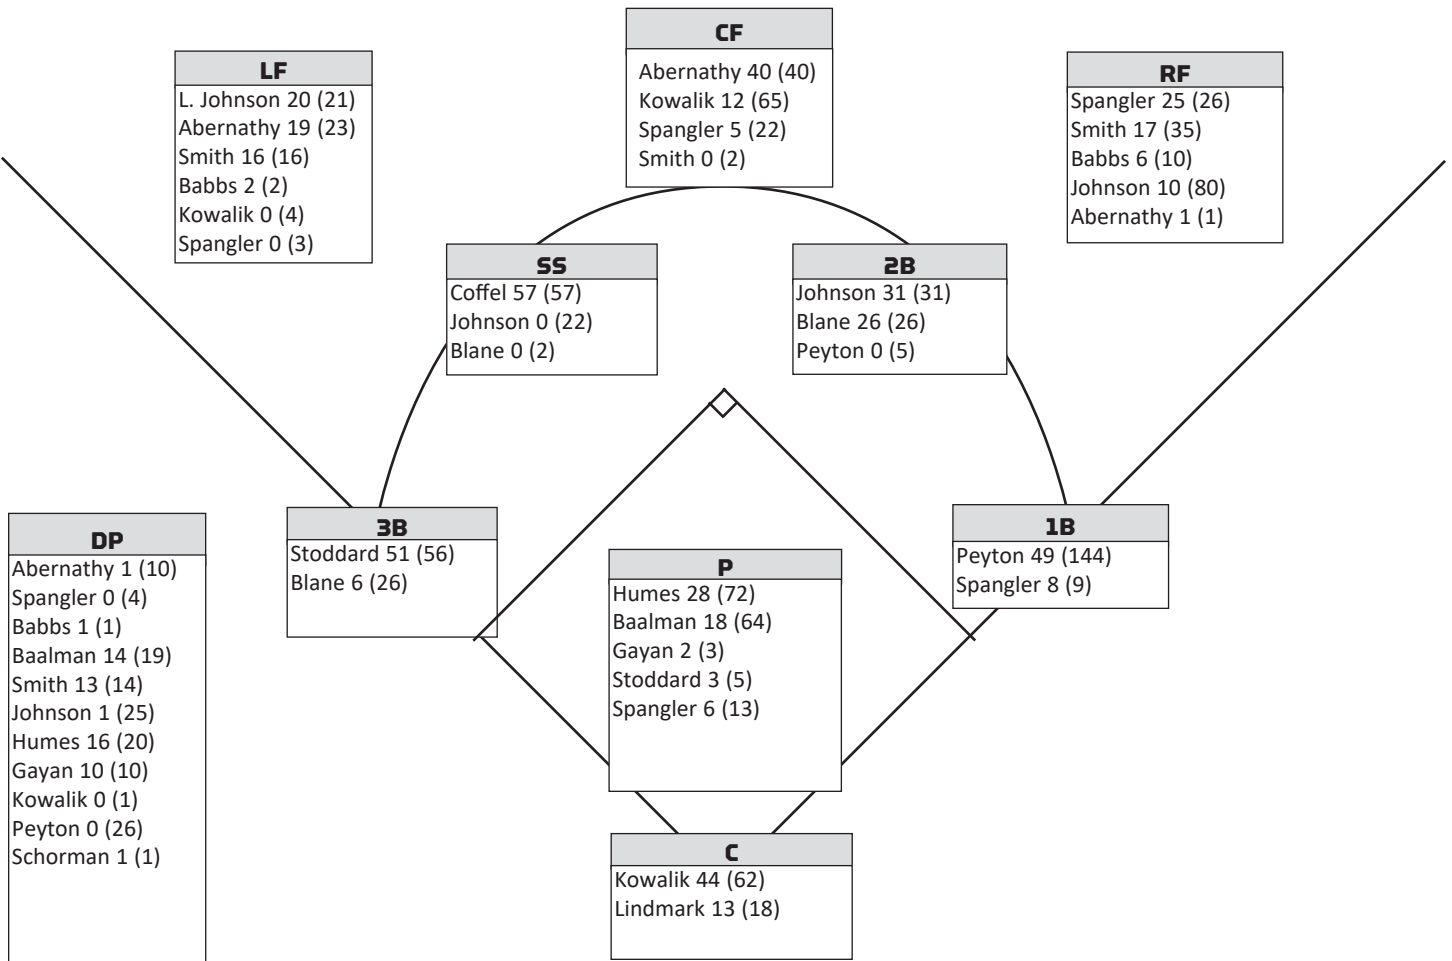 CF
Abernathy 40 (40)
Kowalik 12 (65)
Spangler 5 (22)
Smith 0 (2)
LF
L. Johnson 20 (21)
Abernathy 19 (23)
Smith 16 (16)
Babbs 2 (2)
Kowalik 0 (4)
Spangler 0 (3)
RF
Spangler 25 (26)
Smith 17 (35)
Babbs 6 (10)
Johnson 10 (80)
Abernathy 1 (1)
SS
Coffel 57 (57)
Johnson 0 (22)
Blane 0 (2)
2B
Johnson 31 (31)
Blane 26 (26)
Peyton 0 (5)
3B
Stoddard 51 (56)
Blane 6 (26)
1B
Peyton 49 (144)
Spangler 8 (9)
DP
Abernathy 1 (10)
Spangler 0 (4)
Babbs 1 (1)
Baalman 14 (19)
Smith 13 (14)
Johnson 1 (25)
Humes 16 (20)
Gayan 10 (10)
Kowalik 0 (1)
Peyton 0 (26)
Schorman 1 (1)
P
Humes 28 (72)
Baalman 18 (64)
Gayan 2 (3)
Stoddard 3 (5)
Spangler 6 (13)
C
Kowalik 44 (62)
Lindmark 13 (18)